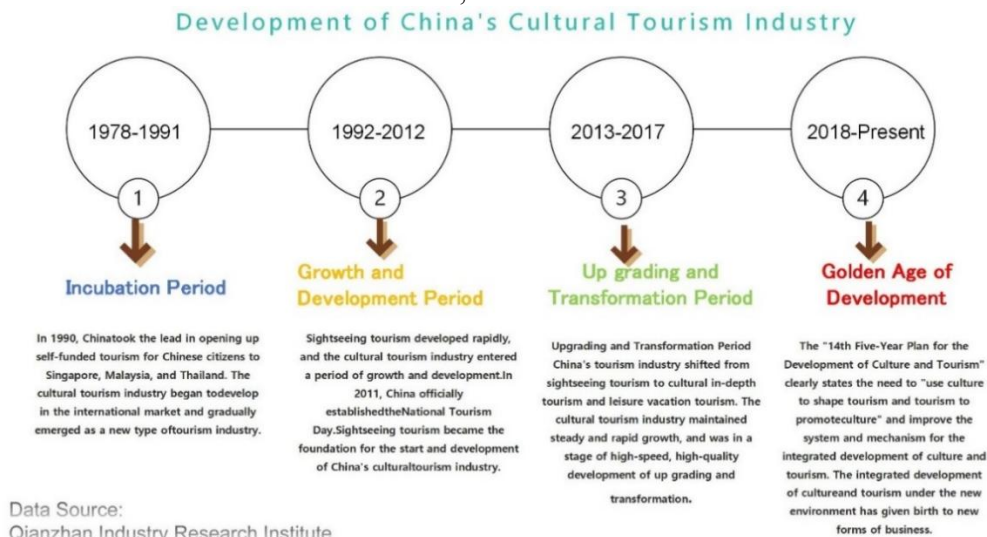 Development of China's Cultural Tourism Industry
1978-1991
1992-2012
2013-2017
2018-Present
1
2
3
4
Incubation Period
In 1990, Chinatook the lead in opening up
self-funded tourism for Chinese citizens to
Singapore, Malaysia, and Thailand. The
cultural tourism industry began todevelop
in the international market and gradually
emerged as a new type oftourism industry.
Growth and
Development Period
Sightseeing tourism developed rapidly,
and the cultural tourism industry entered
a period of growth and development.In
2011, China officially
establishedtheNational Tourism
Day.Sightseeing tourism became the
foundation for the start and development
of China's culturaltourism industry.
Up grading and
Transformation Period
Upgrading and Transformation Period
China's tourism industry shifted from
sightseeing tourism to cultural in-depth
tourism and leisure vacation tourism. The
cultural tourism industry maintained
steady and rapid growth, and was in a
stage of high-speed, high-quality
development of up grading and
transformation.
Golden Age of
Development
The "14th Five-Year Plan for the
Development of Culture and Tourism"
clearly states the need to "use culture
to shape tourism and tourism to
promoteculture" and improve the
system and mechanism for the
integrated development of culture and
tourism. The integrated development
of cultureand tourism under the new
environment has given birth to new
forms of business.
Data Source:
Qianzhan Industry Research Institute